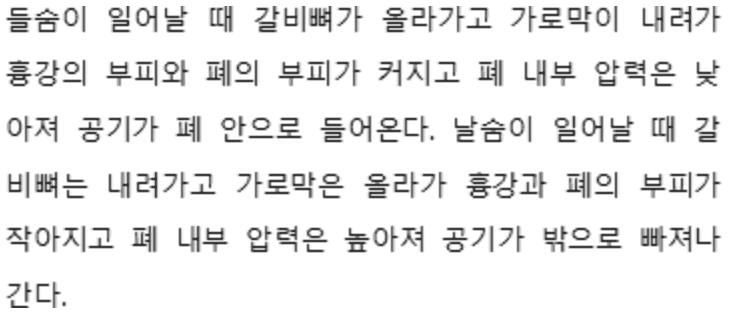 들숨이 일어날 때 갈비뼈가 올라가고 가로막이 내려가
흉강의 부피와 폐의 부피가 커지고 폐 내부 압력은 낮
아져 공기가 폐 안으로 들어온다. 날숨이 일어날 때 갈
비뼈는 내려가고 가로막은 올라가 흉강과 폐의 부피가
작아지고 폐 내부 압력은 높아져 공기가 밖으로 빠져나
간다.